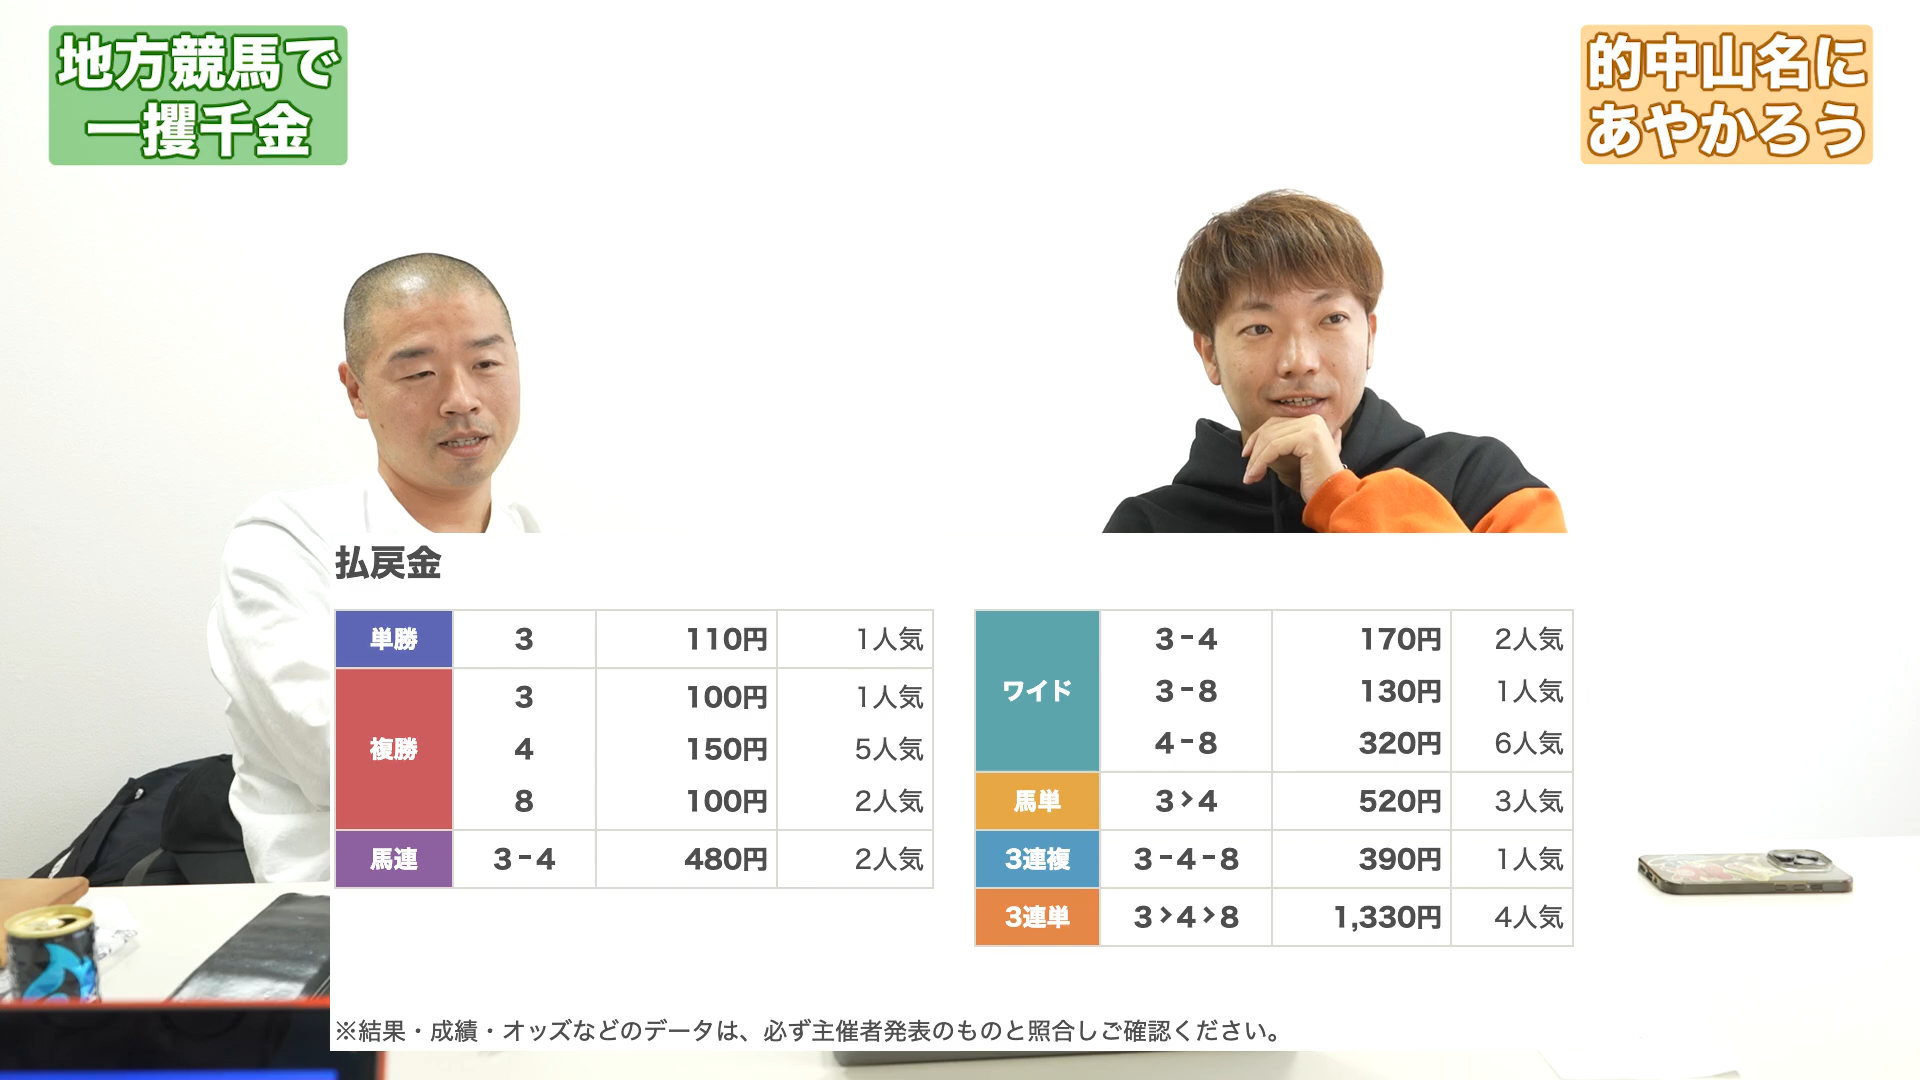 地方競馬で
一攫千金
的中山名に
あやかろう
払戻金
単勝 3 110円 1人気
複勝 3 100円 1人気
4 150円 5人気
8 100円 2人気
馬連 3-4 480円 2人気
ワイド 3-4 170円 2人気
3-8 130円 1人気
4-8 320円 6人気
馬単 3>4 520円 3人気
3連複 3-4-8 390円 1人気
3連単 3>4>8 1,330円 4人気
※結果・成績・オッズなどのデータは、必ず主催者発表のものと照合しご確認ください。